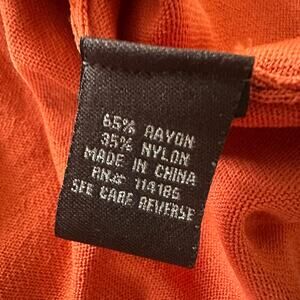 65% RAYON
35% NYLON
MADE IN CHINA
RN# 114185
SEE CARE REVERSE